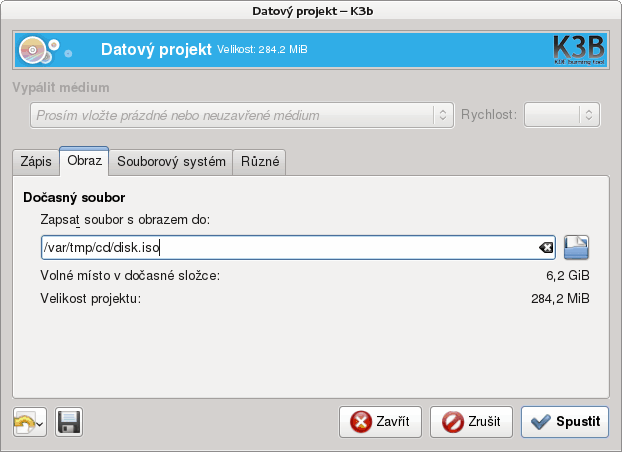 Datový projekt – K3b
Datový projekt Velikost: 284.2 MiB
K3B
KDE Burning Tool
Vypálit médium
Prosím vložte prázdné nebo neuzavřené médium Rychlost:
Zápis Obraz Souborový systém Různé
Dočasný soubor
Zapsat soubor s obrazem do:
/var/tmp/cd/disk.iso
Volné místo v dočasné složce: 6,2 GiB
Velikost projektu: 284,2 MiB
Zavřít Zrušit Spustit